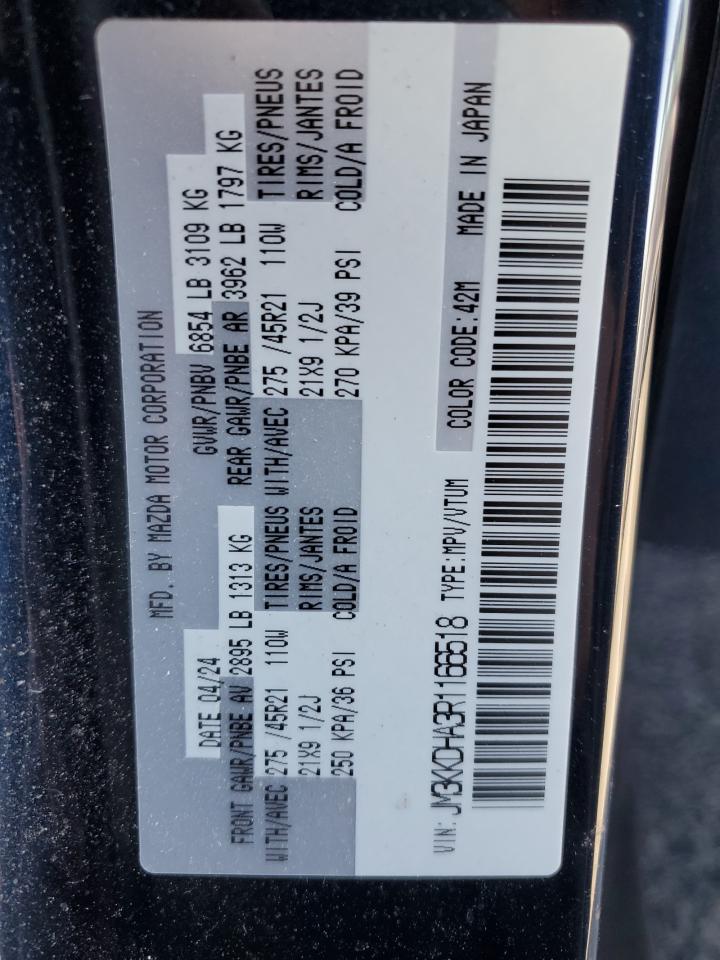 MFD. BY MAZDA MOTOR CORPORATION
DATE 04/24 GVWR/PNBV 6854 LB 3109 KG
FRONT GAWR/PNBE AV 2895 LB 1313 KG REAR GAWR/PNBE AR 3962 LB 1797 KG
WITH/AVEC 275 /45R21 110W TIRES/PNEUS WITH/AVEC 275 /45R21 110W TIRES/PNEUS
21X9 1/2J RIMS/JANTES 21X9 1/2J RIMS/JANTES
250 KPA/36 PSI COLD/A FROID 270 KPA/39 PSI COLD/A FROID
VIN: JM3KKDHA3R1166518 TYPE:MPV/VTUM COLOR CODE:42M MADE IN JAPAN